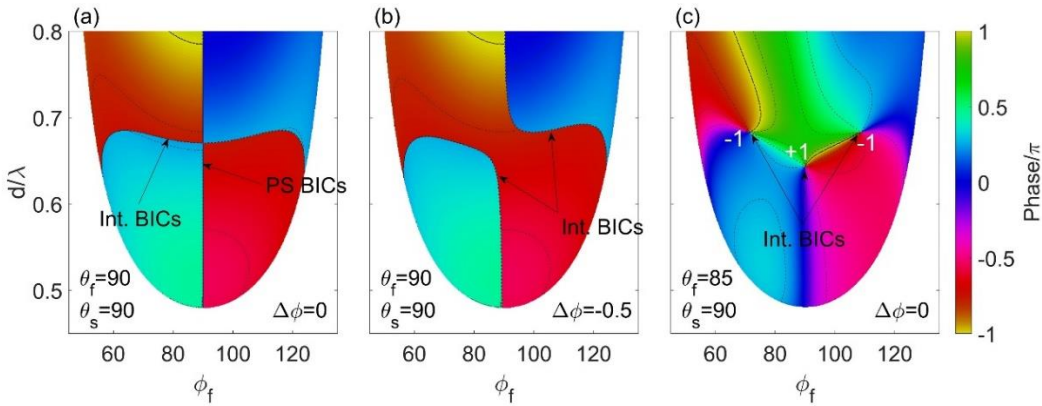 (a)
(b)
(c)
0.8
0.7
0.6
0.5
d/λ
Int. BICs
PS BICs
θf=90
θs=90
Δϕ=0
60 80 100 120
ϕf
Int. BICs
θf=90
θs=90
Δϕ=-0.5
60 80 100 120
ϕf
-1
+1
-1
Int. BICs
θf=85
θs=90
Δϕ=0
60 80 100 120
ϕf
1
0.5
0
-0.5
-1
Phase/π